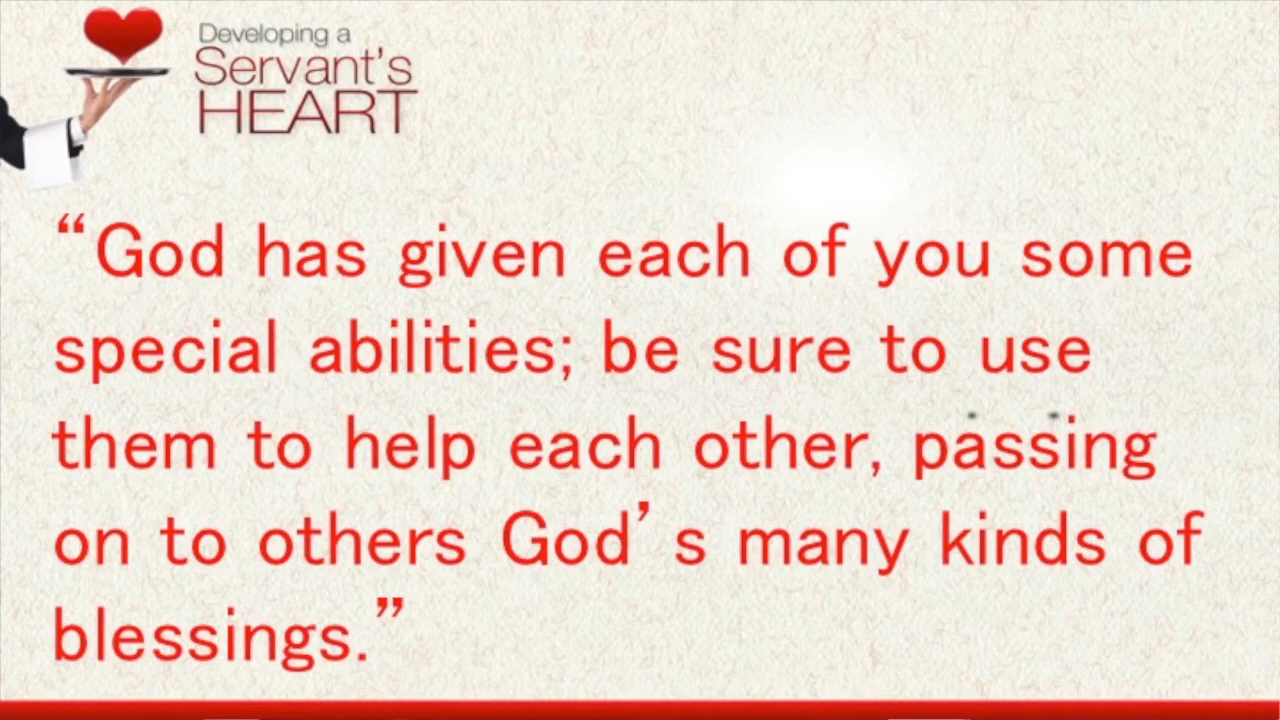 Developing a
Servant's
HEART
“God has given each of you some
special abilities; be sure to use
them to help each other, passing
on to others God’s many kinds of
blessings.”